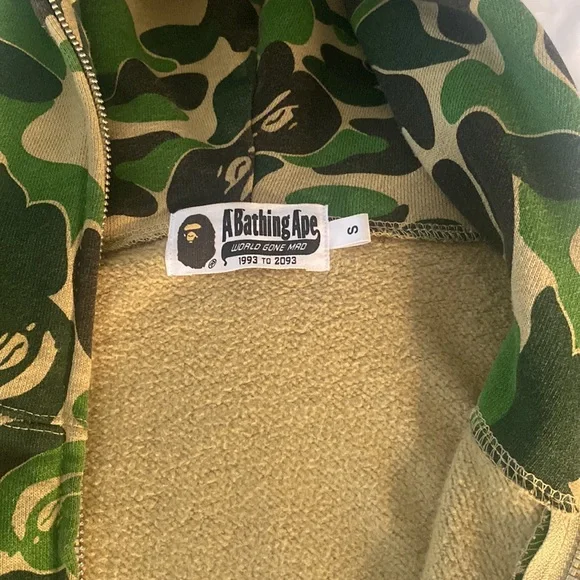 A Bathing Ape
®
WORLD GONE MAD
1993 TO 2093
S